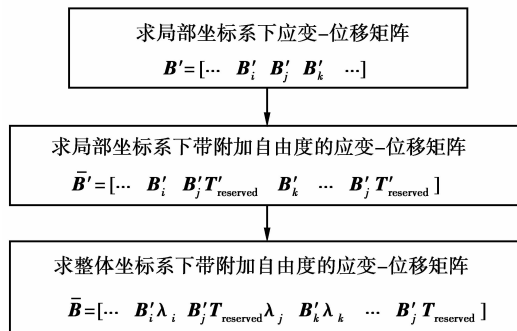 求局部坐标系下应变-位移矩阵
B′=[… B′i B′j B′k …]
求局部坐标系下带附加自由度的应变-位移矩阵
B̄′=[… B′i B′jT′reserved B′k … B′jT′reserved]
求整体坐标系下带附加自由度的应变-位移矩阵
B̄=[… B′iλi B′jTreservedλj B′kλk … B′jTreserved]